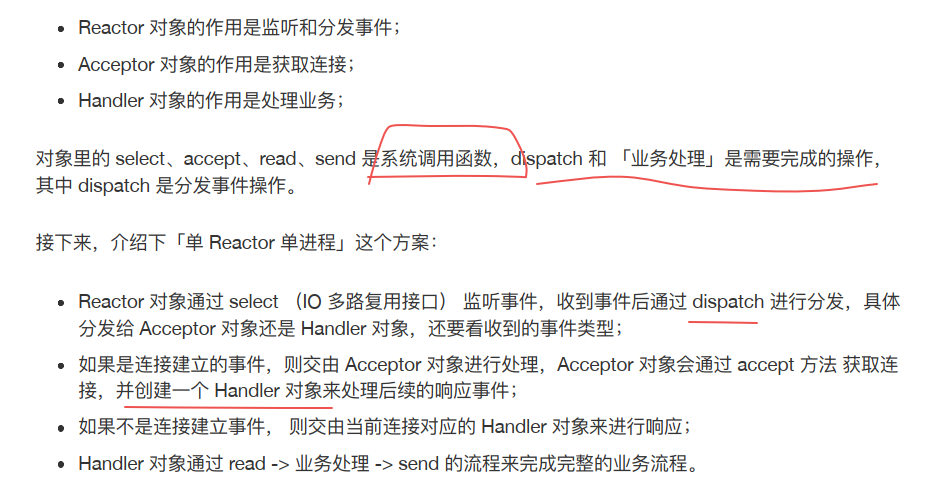 Reactor 对象的作用是监听和分发事件;
Acceptor 对象的作用是获取连接;
Handler 对象的作用是处理业务;
对象里的 select、accept、read、send 是系统调用函数，dispatch 和 「业务处理」是需要完成的操作，
其中 dispatch 是分发事件操作。
接下来，介绍下「单 Reactor 单进程」这个方案：
Reactor 对象通过 select （IO 多路复用接口） 监听事件，收到事件后通过 dispatch 进行分发，具体
分发给 Acceptor 对象还是 Handler 对象，还要看收到的事件类型；
如果是连接建立的事件，则交由 Acceptor 对象进行处理，Acceptor 对象会通过 accept 方法 获取连
接，并创建一个 Handler 对象来处理后续的响应事件；
如果不是连接建立事件， 则交由当前连接对应的 Handler 对象来进行响应；
Handler 对象通过 read -> 业务处理 -> send 的流程来完成完整的业务流程。